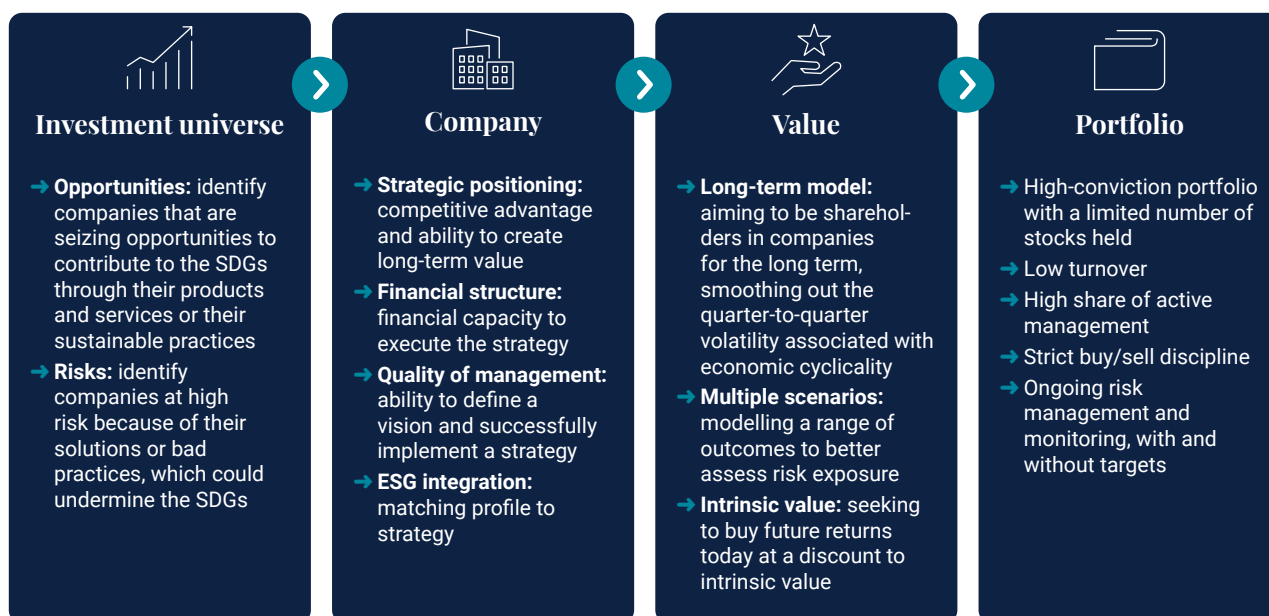 Investment universe
➜ Opportunities: identify
companies that are
seizing opportunities to
contribute to the SDGs
through their products
and services or their
sustainable practices
➜ Risks: identify
companies at high
risk because of their
solutions or bad
practices, which could
undermine the SDGs
Company
➜ Strategic positioning:
competitive advantage
and ability to create
long-term value
➜ Financial structure:
financial capacity to
execute the strategy
➜ Quality of management:
ability to define a
vision and successfully
implement a strategy
➜ ESG integration:
matching profile to
strategy
Value
➜ Long-term model:
aiming to be sharehol-
ders in companies
for the long term,
smoothing out the
quarter-to-quarter
volatility associated with
economic cyclicality
➜ Multiple scenarios:
modelling a range of
outcomes to better
assess risk exposure
➜ Intrinsic value: seeking
to buy future returns
today at a discount to
intrinsic value
Portfolio
➜ High-conviction portfolio
with a limited number of
stocks held
➜ Low turnover
➜ High share of active
management
➜ Strict buy/sell discipline
➜ Ongoing risk
management and
monitoring, with and
without targets